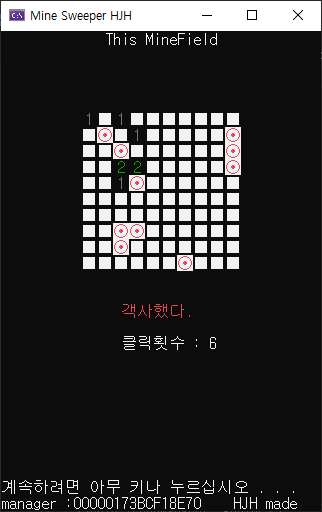 Mine Sweeper HJH
This MineField
1 1
1
2 2
1
객사했다.
클릭횟수 : 6
계속하려면 아무 키나 누르십시오 . . .
manager :00000173BCF18E70 HJH made